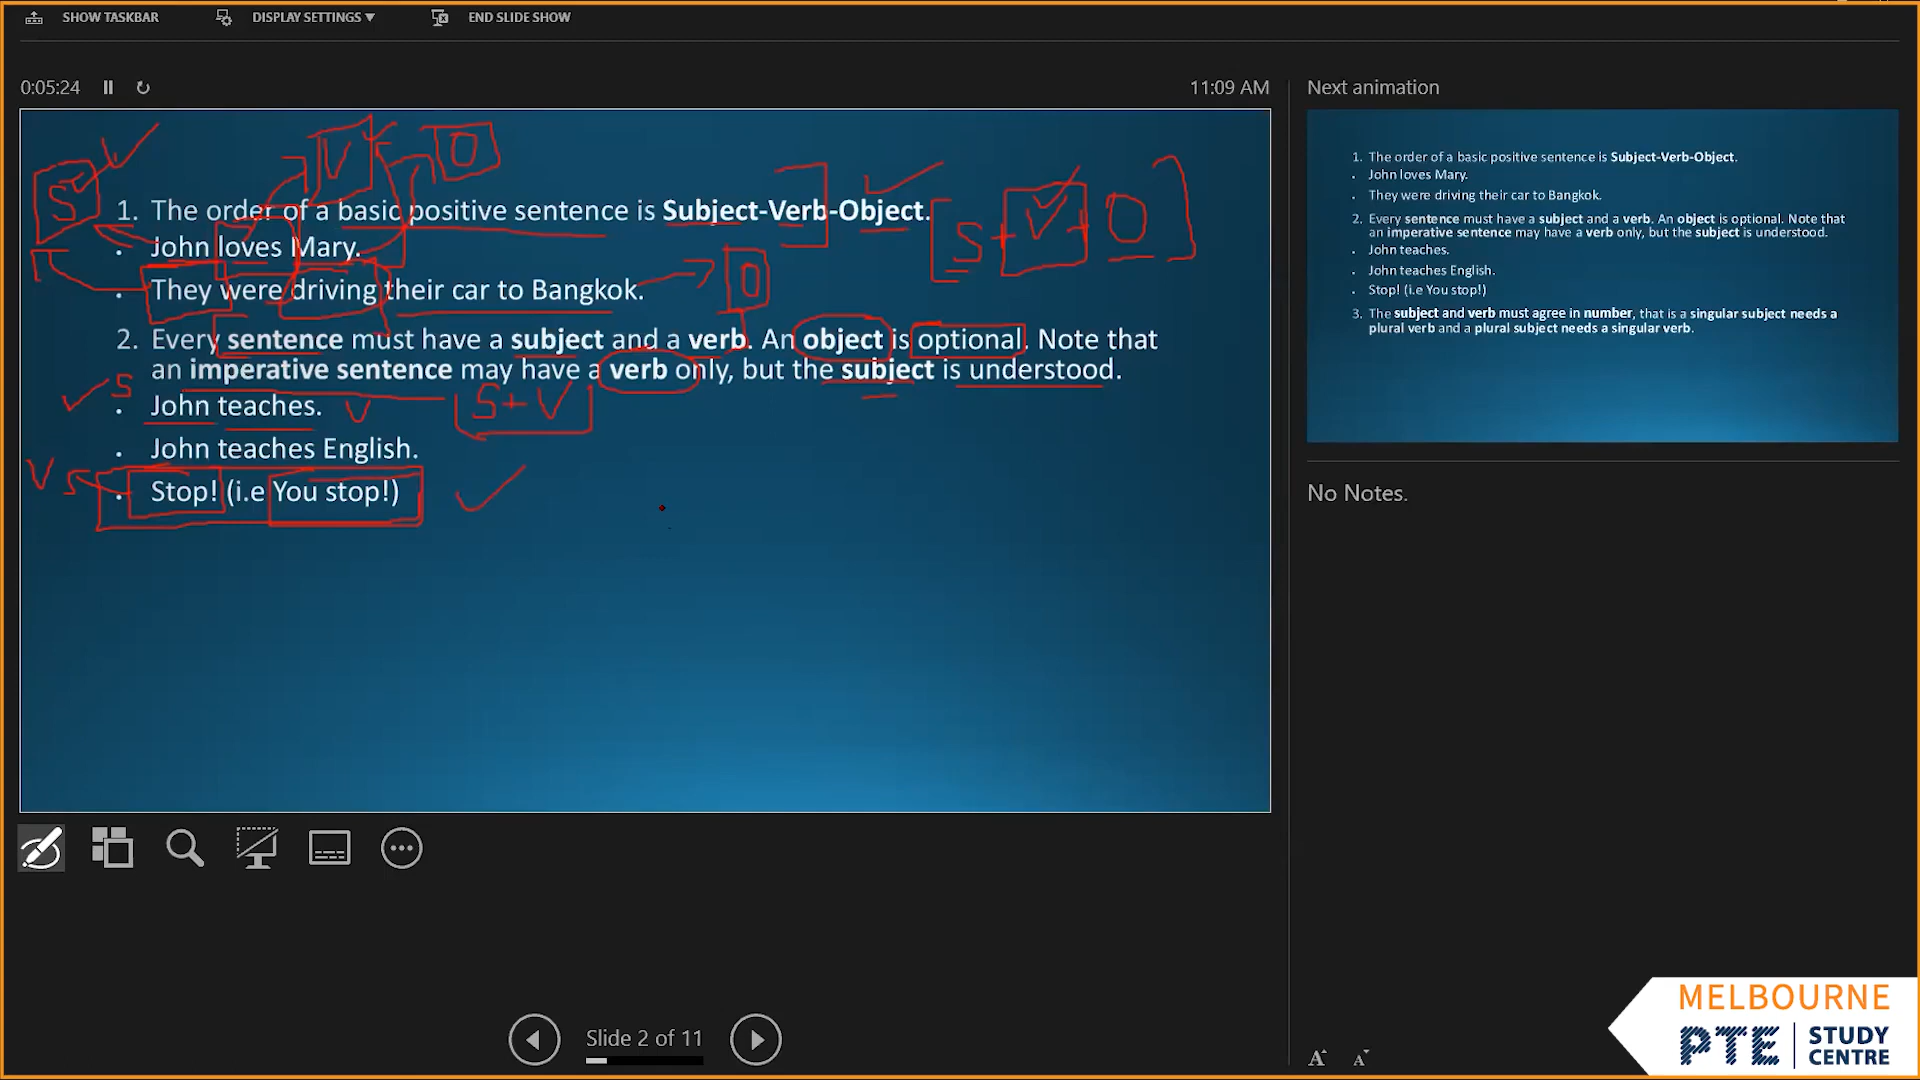 SHOW TASKBAR DISPLAY SETTINGS ▼ END SLIDE SHOW
0:05:24 11:09 AM
S V O
1. The order of a basic positive sentence is Subject-Verb-Object.
S+V+O
. John loves Mary.
. They were driving their car to Bangkok. O
2. Every sentence must have a subject and a verb. An object is optional. Note that
an imperative sentence may have a verb only, but the subject is understood.
S
. John teaches. V S+V
. John teaches English.
V S
. Stop! (i.e You stop!)
Slide 2 of 11
Next animation
1. The order of a basic positive sentence is Subject-Verb-Object.
. John loves Mary.
. They were driving their car to Bangkok.
2. Every sentence must have a subject and a verb. An object is optional. Note that
an imperative sentence may have a verb only, but the subject is understood.
. John teaches.
. John teaches English.
. Stop! (i.e You stop!)
3. The subject and verb must agree in number, that is a singular subject needs a
plural verb and a plural subject needs a singular verb.
No Notes.
A A
MELBOURNE
PTE STUDY
CENTRE